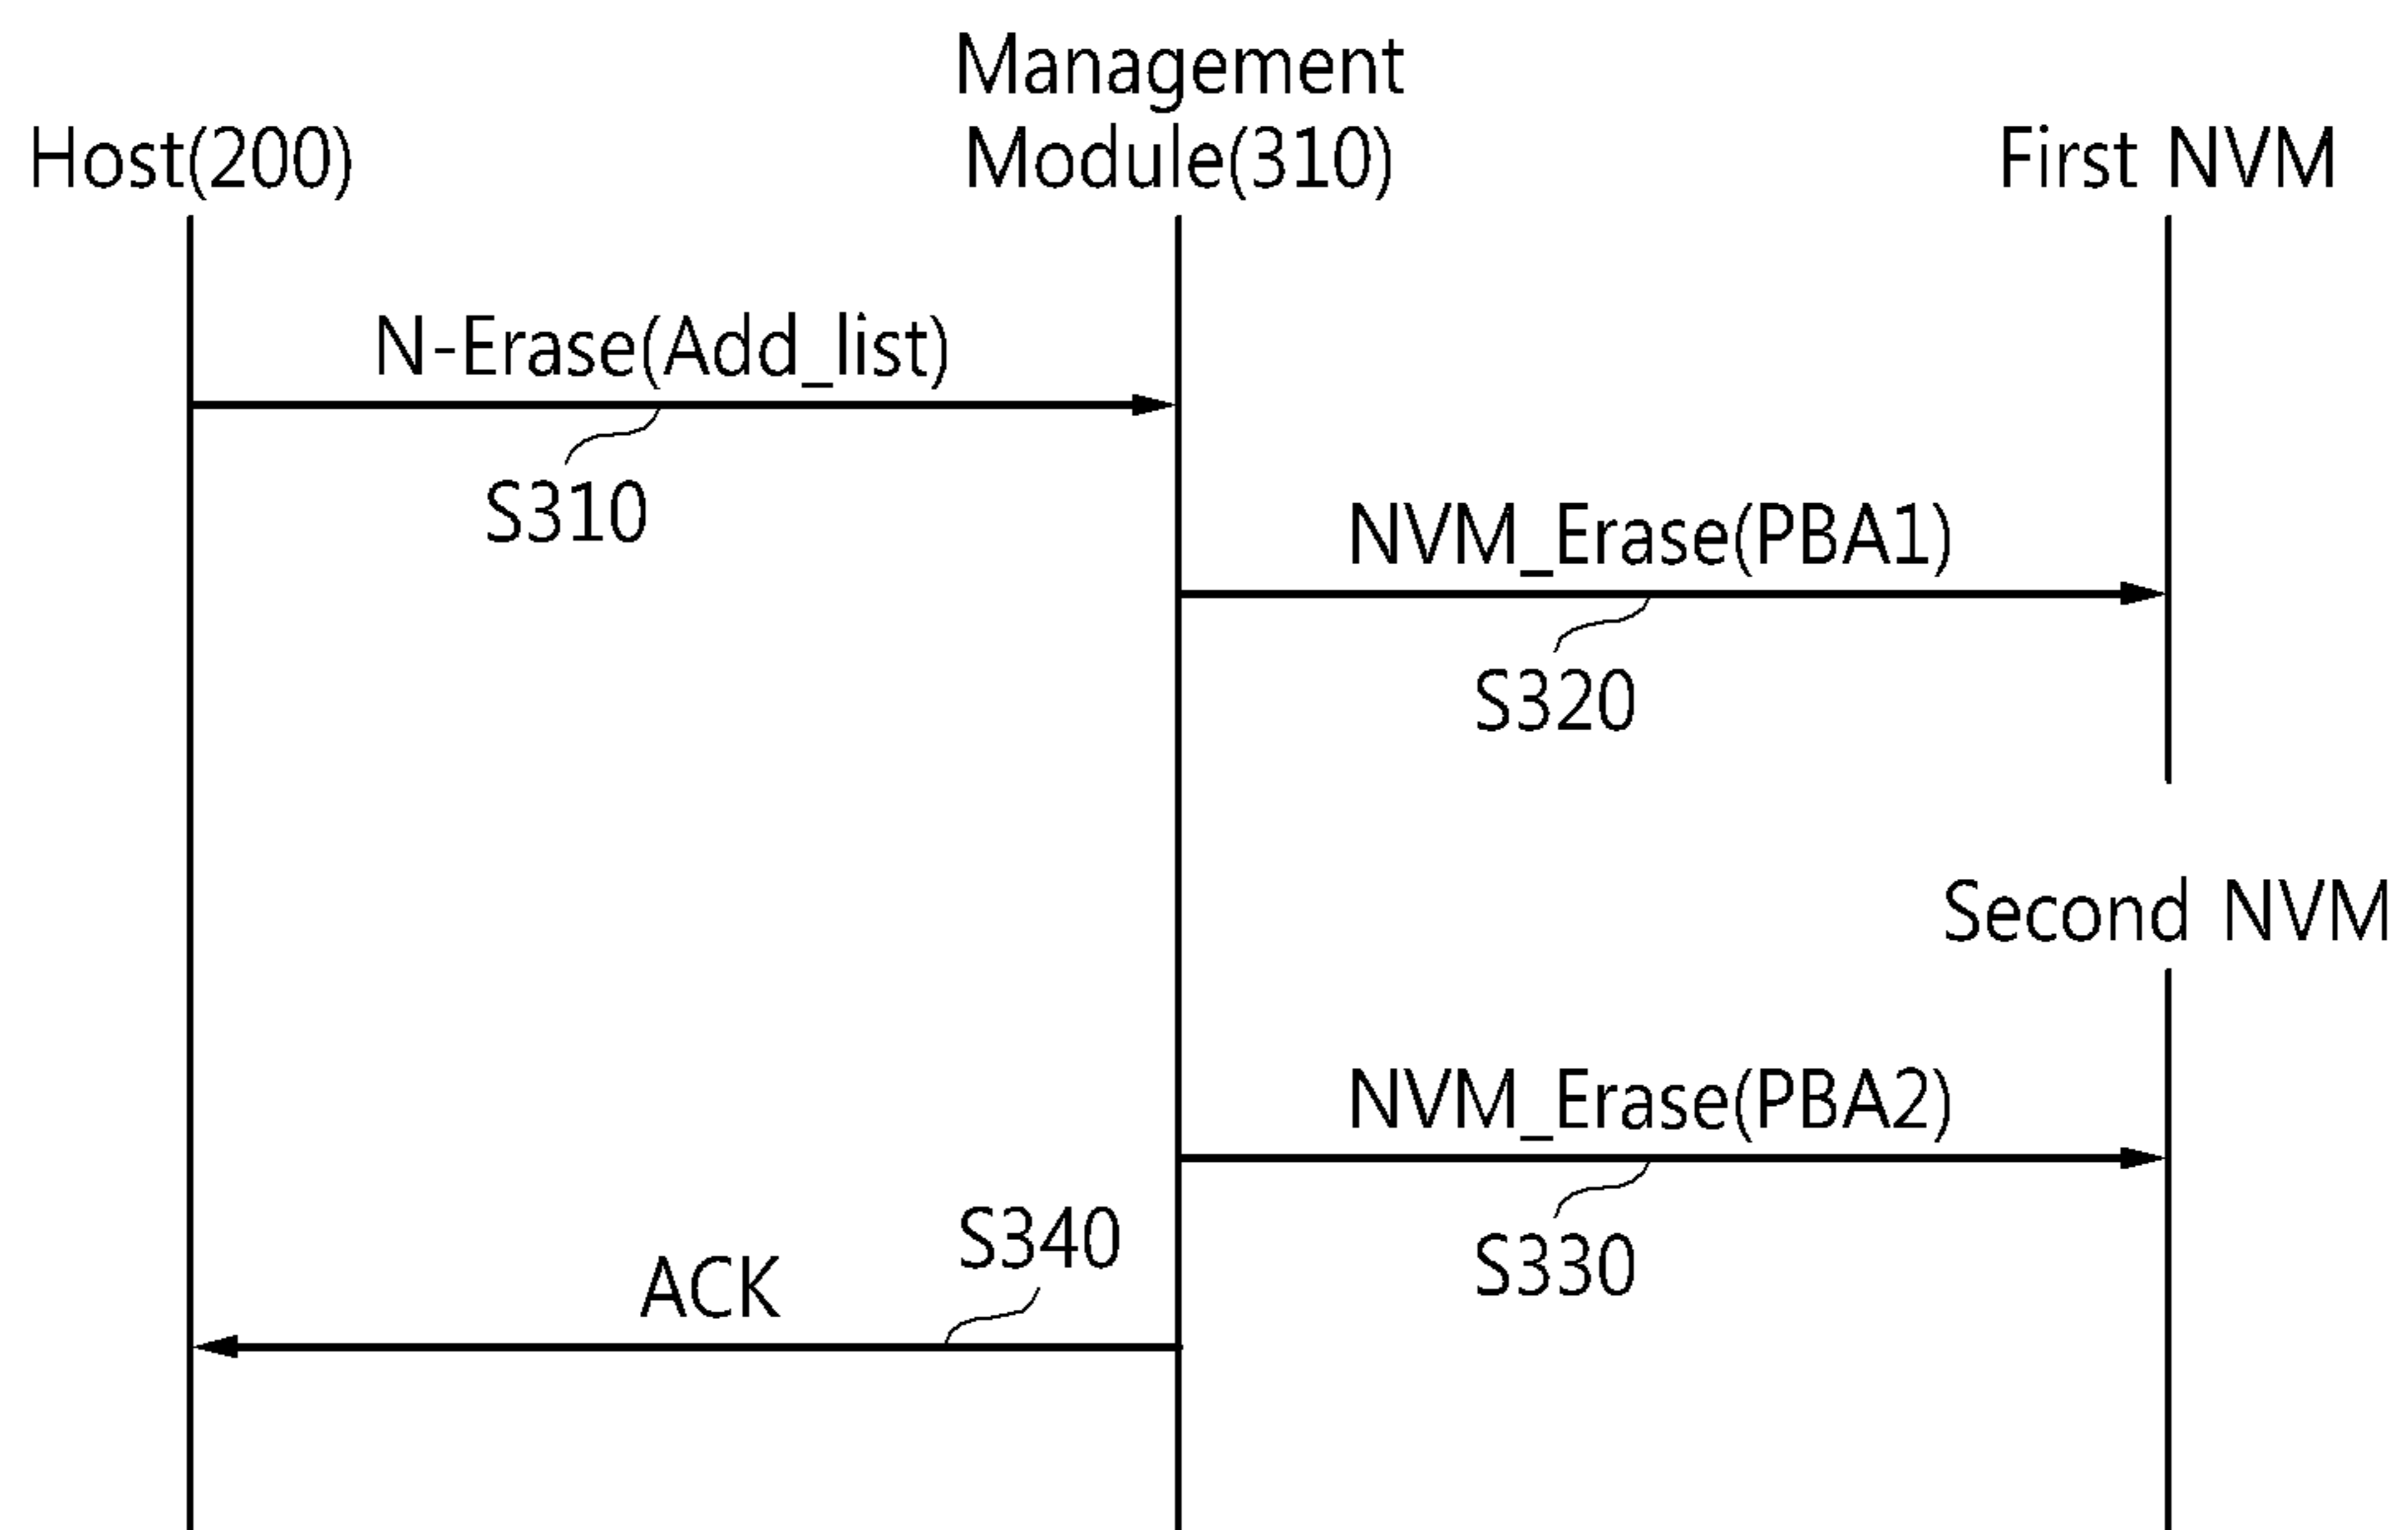 Management
Host(200) Module(310) First NVM
N-Erase(Add_list)
S310
NVM_Erase(PBA1)
S320
Second NVM
NVM_Erase(PBA2)
S330
S340
ACK